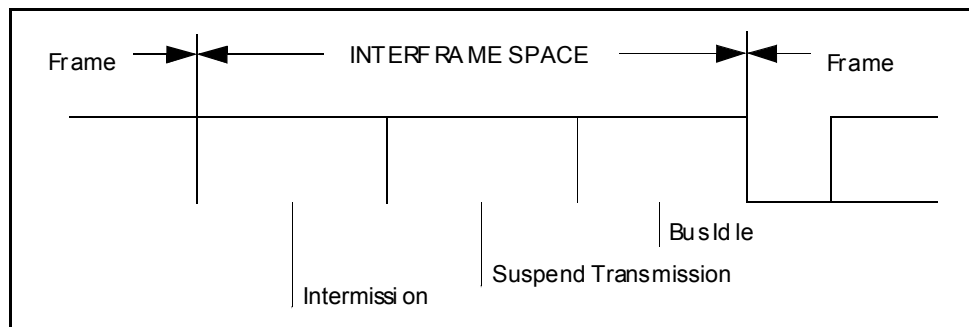 Frame INTERFRAME SPACE Frame
Bus Idle
Suspend Transmission
Intermission